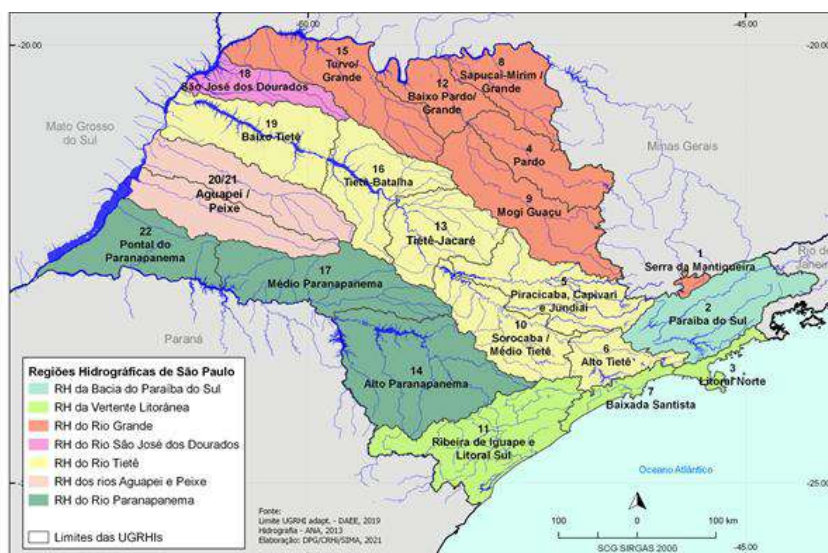 -50.00
-45.00
-20.00
-20.00
15
Turvo/
Grande
8
Sapucaí-Mirim /
Grande
18
São José dos Dourados
12
Baixo Pardo/
Grande
Mato Grosso
do Sul
19
Baixo Tietê
4
Pardo
Minas Gerais
16
Tietê-Batalha
20/21
Aguapeí /
Peixe
9
Mogi Guaçu
13
Tietê-Jacaré
22
Pontal do
Paranapanema
1
Serra da Mantiqueira
Rio de
Janeiro
17
Médio Paranapanema
5
Piracicaba, Capivari
e Jundiaí
2
Paraíba do Sul
10
Sorocaba /
Médio Tietê
6
Alto Tietê
Paraná
3
Litoral Norte
14
Alto Paranapanema
7
Baixada Santista
11
Ribeira de Iguape e
Litoral Sul
Regiões Hidrográficas de São Paulo
RH da Bacia do Paraíba do Sul
RH da Vertente Litorânea
RH do Rio Grande
RH do Rio São José dos Dourados
RH do Rio Tietê
RH dos rios Aguapeí e Peixe
RH do Rio Paranapanema
Limites das UGRHIs
Fonte:
Limite UGRHI adapt. - DAEE, 2019
Hidrografia - ANA, 2013
Elaboração: DPG/CRHi/SIMA, 2021
Oceano Atlântico
-25.00
100 0 100 km
SCG SIRGAS 2000
-45.00